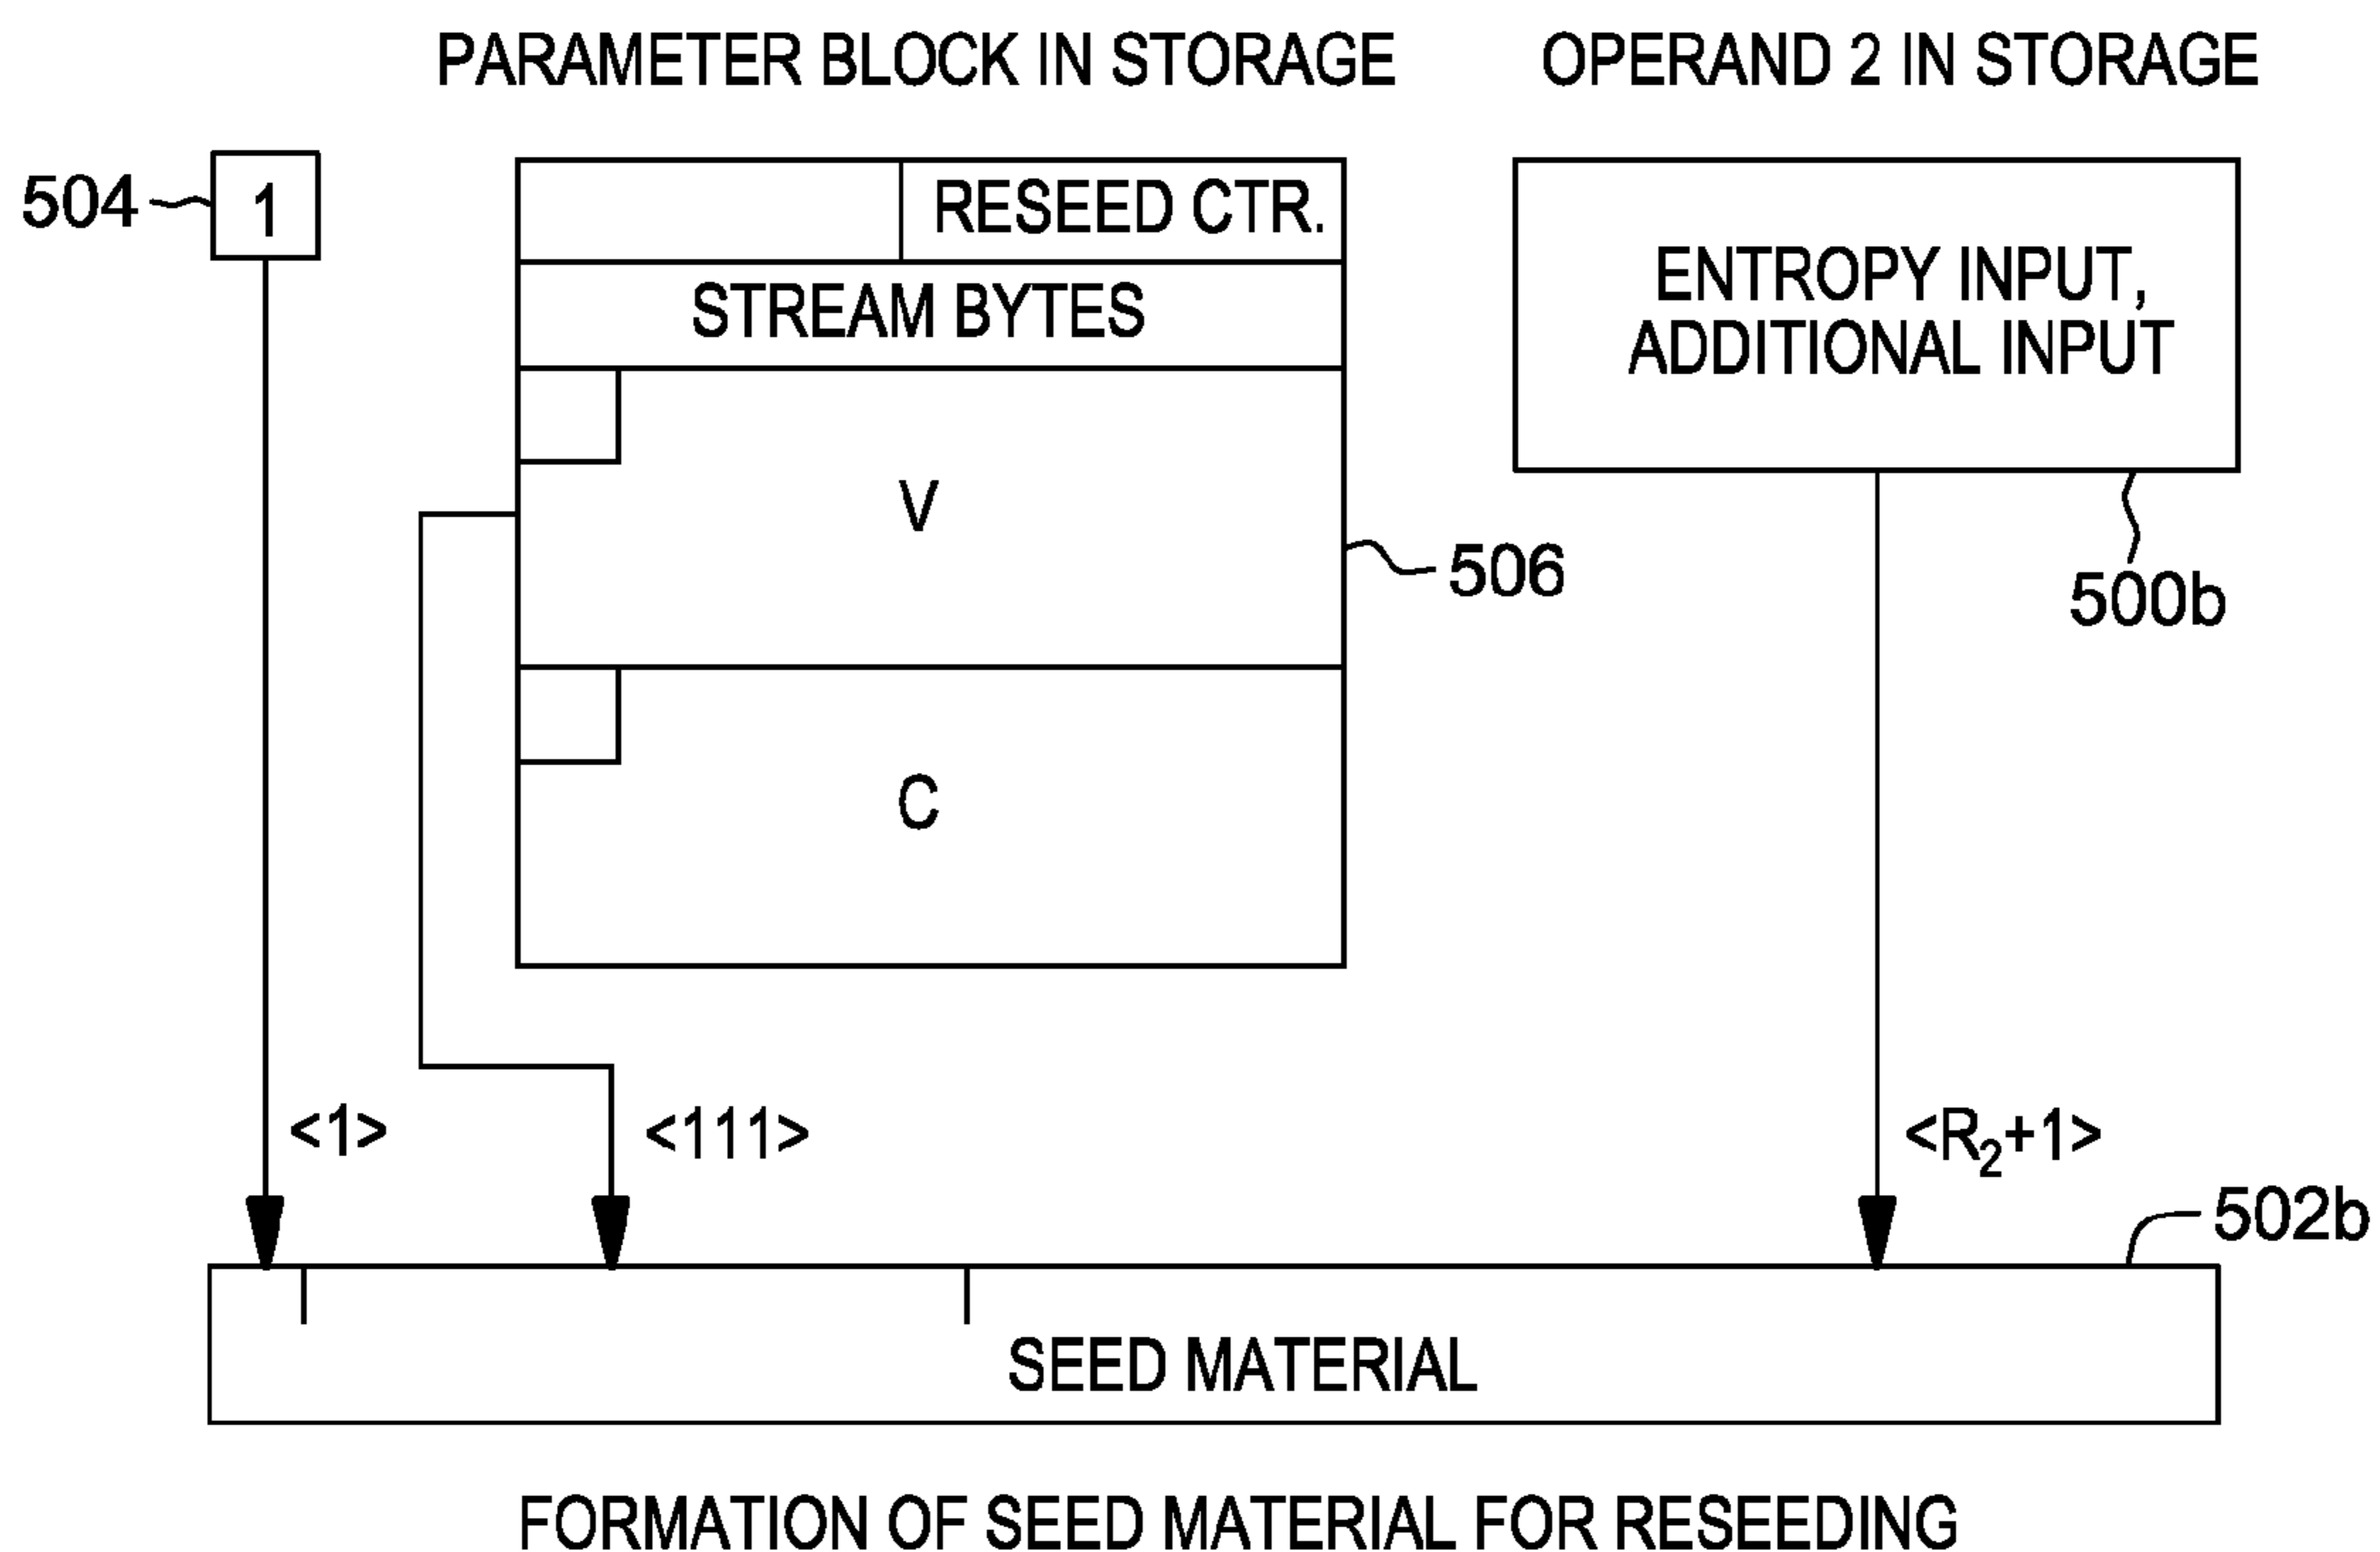 PARAMETER BLOCK IN STORAGE
OPERAND 2 IN STORAGE
504
1
RESEED CTR.
STREAM BYTES
V
C
506
ENTROPY INPUT,
ADDITIONAL INPUT
500b
<1>
<111>
<R₂+1>
502b
SEED MATERIAL
FORMATION OF SEED MATERIAL FOR RESEEDING